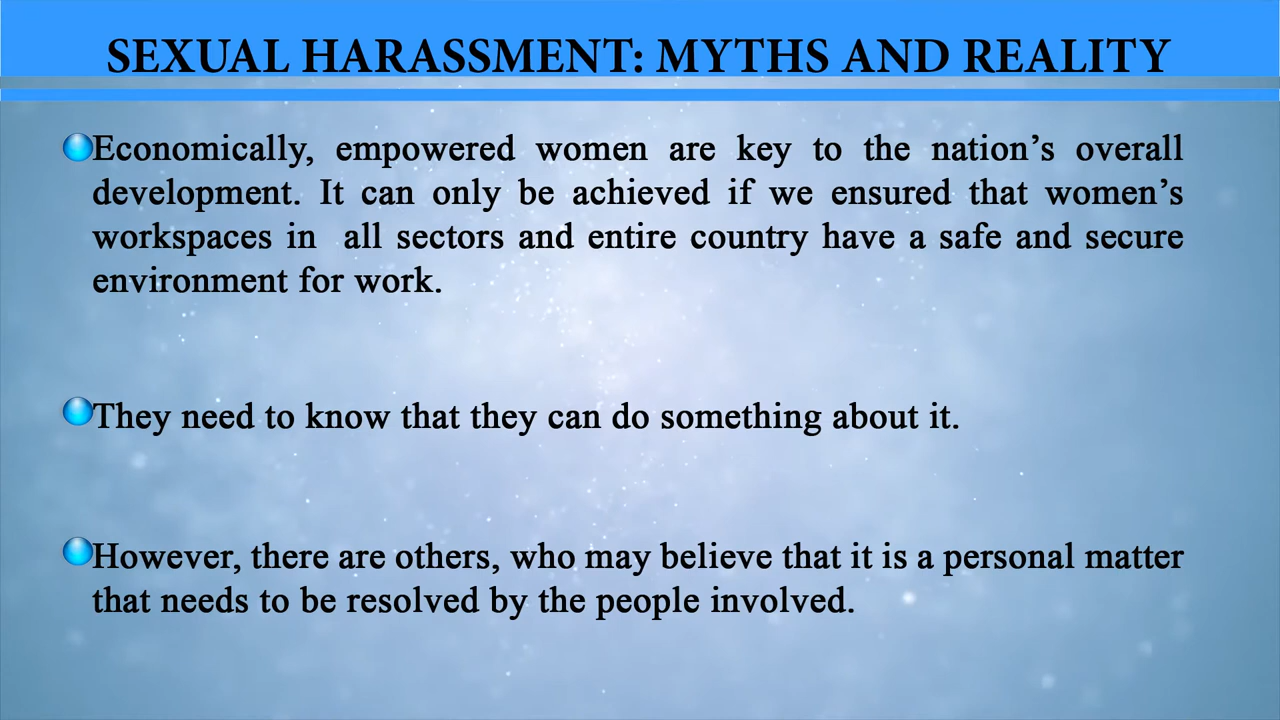 SEXUAL HARASSMENT: MYTHS AND REALITY
Economically, empowered women are key to the nation’s overall
development. It can only be achieved if we ensured that women’s
workspaces in all sectors and entire country have a safe and secure
environment for work.
They need to know that they can do something about it.
However, there are others, who may believe that it is a personal matter
that needs to be resolved by the people involved.